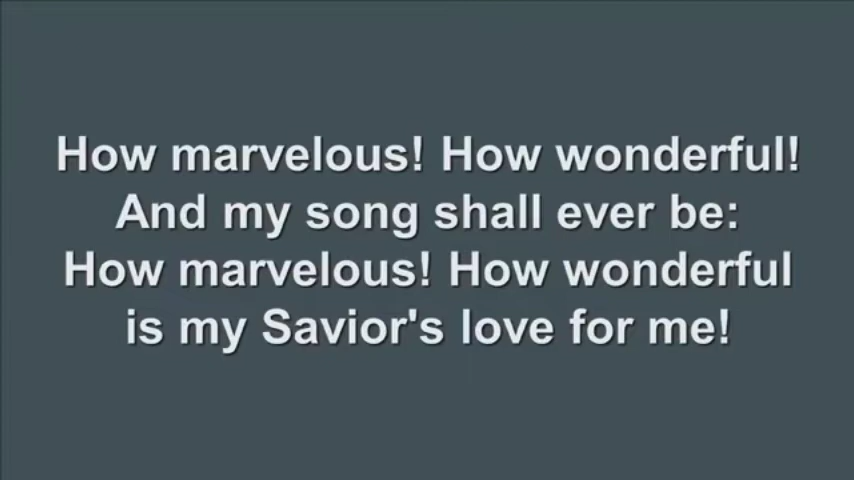 How marvelous! How wonderful!
And my song shall ever be:
How marvelous! How wonderful
is my Savior's love for me!